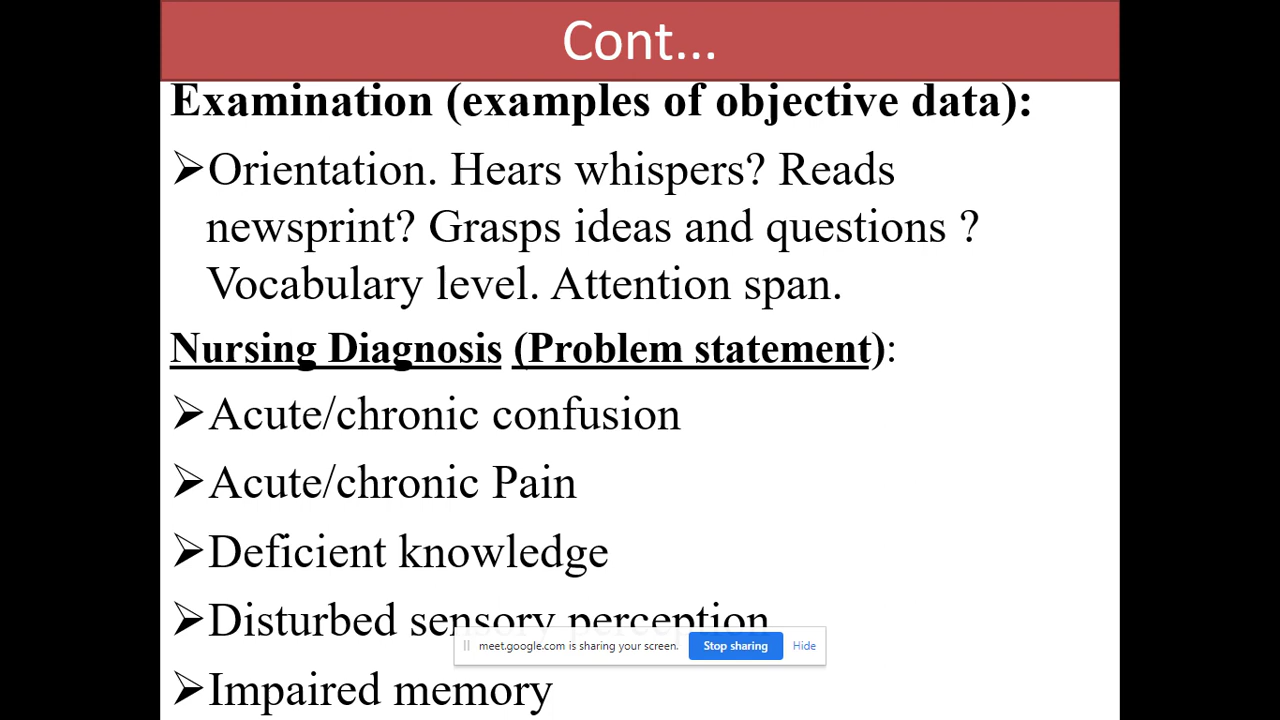 Cont...
Examination (examples of objective data):
➢Orientation. Hears whispers? Reads
newsprint? Grasps ideas and questions ?
Vocabulary level. Attention span.
Nursing Diagnosis (Problem statement):
➢Acute/chronic confusion
➢Acute/chronic Pain
➢Deficient knowledge
➢Disturbed sensory perception
meet.google.com is sharing your screen. Stop sharing Hide
➢Impaired memory